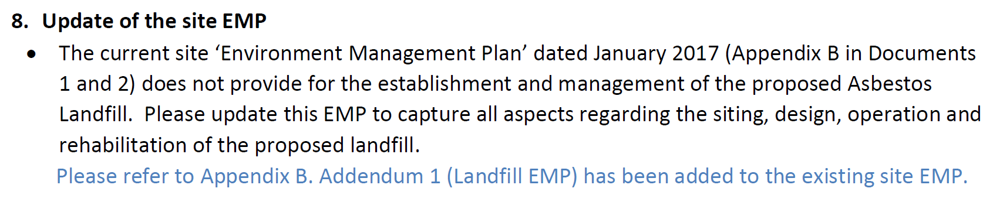 8. Update of the site EMP
• The current site ‘Environment Management Plan’ dated January 2017 (Appendix B in Documents
1 and 2) does not provide for the establishment and management of the proposed Asbestos
Landfill.  Please update this EMP to capture all aspects regarding the siting, design, operation and
rehabilitation of the proposed landfill.
Please refer to Appendix B. Addendum 1 (Landfill EMP) has been added to the existing site EMP.